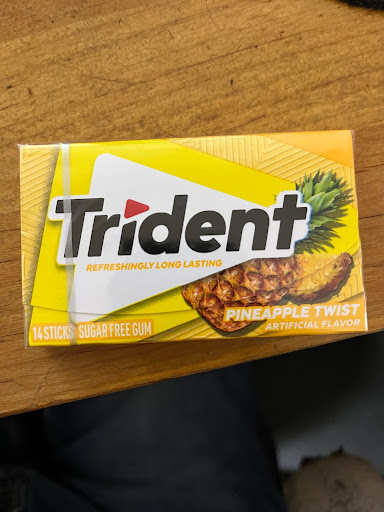 Trident
REFRESHINGLY LONG LASTING
PINEAPPLE TWIST
ARTIFICIAL FLAVOR
14 STICKS SUGAR FREE GUM